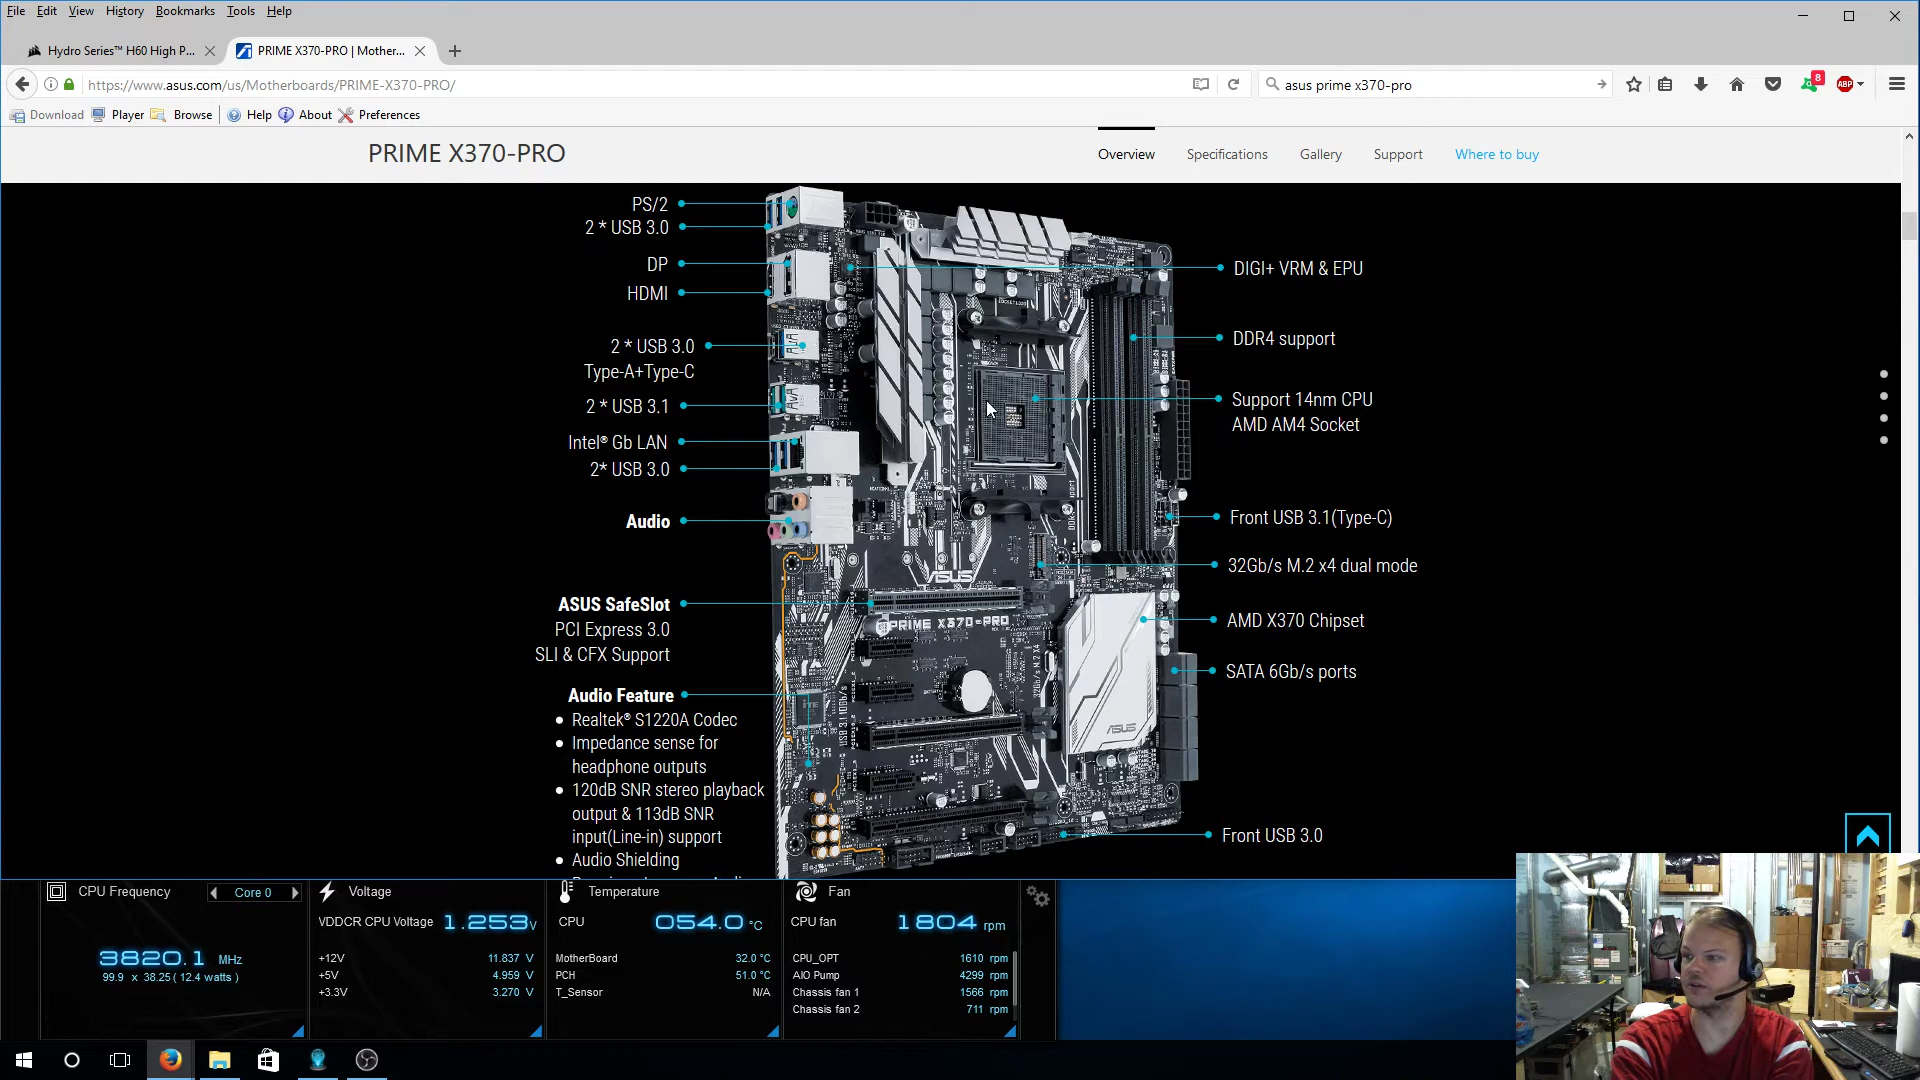 File Edit View History Bookmarks Tools Help
Hydro Series™ H60 High P...
PRIME X370-PRO | Mother...
https://www.asus.com/us/Motherboards/PRIME-X370-PRO/
asus prime x370-pro
8
ABP
Download Player Browse Help About Preferences
PRIME X370-PRO
Overview Specifications Gallery Support Where to buy
PS/2
2 * USB 3.0
DP
HDMI
2 * USB 3.0
Type-A+Type-C
2 * USB 3.1
Intel® Gb LAN
2* USB 3.0
Audio
ASUS SafeSlot
PCI Express 3.0
SLI & CFX Support
Audio Feature
• Realtek® S1220A Codec
• Impedance sense for
headphone outputs
• 120dB SNR stereo playback
output & 113dB SNR
input(Line-in) support
• Audio Shielding
DIGI+ VRM & EPU
DDR4 support
Support 14nm CPU
AMD AM4 Socket
Front USB 3.1(Type-C)
32Gb/s M.2 x4 dual mode
AMD X370 Chipset
SATA 6Gb/s ports
Front USB 3.0
ASUS
PRIME X370-PRO
32Gb/s M.2 X4
ASUS
CPU Frequency
Core 0
3820.1 MHz
99.9 x 38.25 ( 12.4 watts )
Voltage
VDDCR CPU Voltage 1.253V
+12V 11.837 V
+5V 4.959 V
+3.3V 3.270 V
Temperature
CPU 054.0 °C
MotherBoard 32.0 °C
PCH 51.0 °C
T_Sensor N/A
Fan
CPU fan 1804 rpm
CPU_OPT 1610 rpm
AIO Pump 4299 rpm
Chassis fan 1 1566 rpm
Chassis fan 2 711 rpm